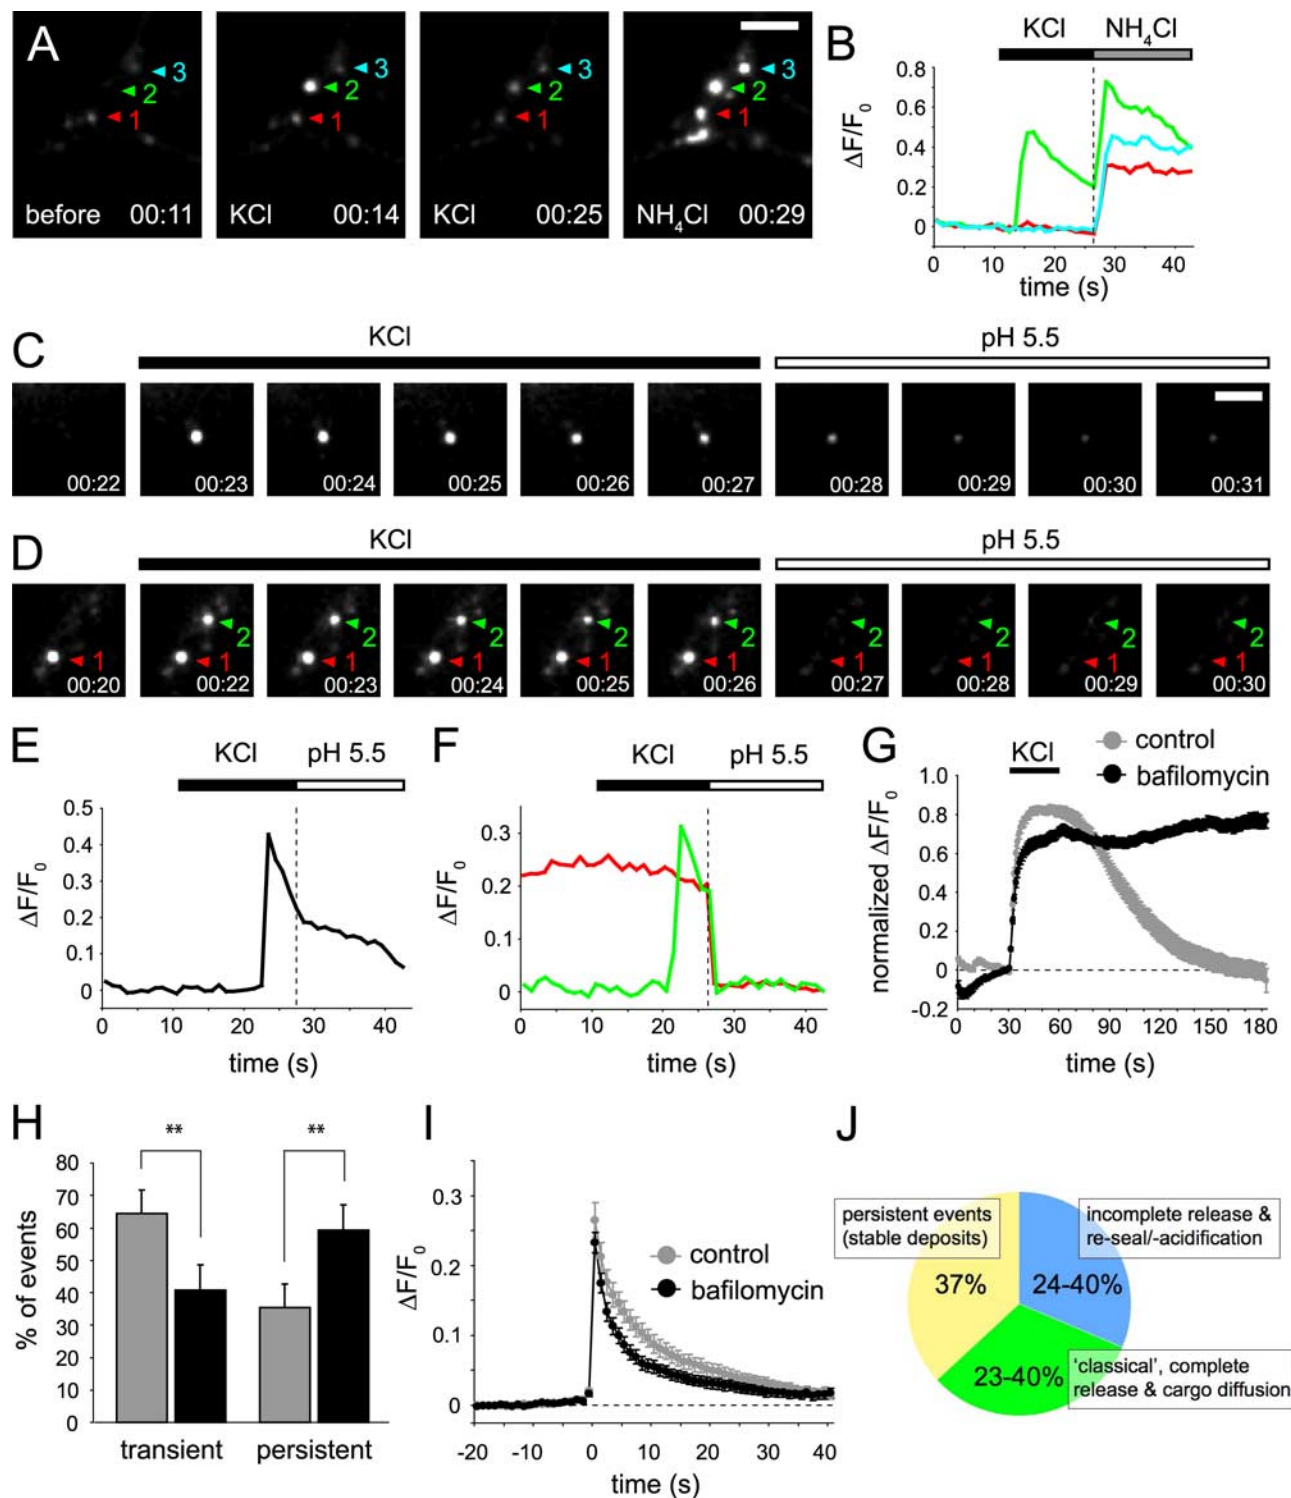 A
3
2
1
before 00:11
3
2
1
KCl 00:14
3
2
1
KCl 00:25
3
2
1
NH4Cl 00:29
B
KCl NH4Cl
0.8
0.6
0.4
0.2
0
ΔF/F0
0 10 20 30 40
time (s)
C
KCl pH 5.5
00:22 00:23 00:24 00:25 00:26 00:27 00:28 00:29 00:30 00:31
D
KCl pH 5.5
2 2 2 2 2 2 2 2 2
1 1 1 1 1 1 1 1 1 1
00:20 00:22 00:23 00:24 00:25 00:26 00:27 00:28 00:29 00:30
E
KCl pH 5.5
0.5
0.4
0.3
0.2
0.1
0
ΔF/F0
0 10 20 30 40
time (s)
F
KCl pH 5.5
0.3
0.2
0.1
0
ΔF/F0
0 10 20 30 40
time (s)
G
control
bafilomycin
KCl
1.0
0.8
0.6
0.4
0.2
0
-0.2
normalized ΔF/F0
0 30 60 90 120 150 180
time (s)
H
** **
80
70
60
50
40
30
20
10
0
% of events
transient persistent
I
control
bafilomycin
0.3
0.2
0.1
0
ΔF/F0
-20 -10 0 10 20 30 40
time (s)
J
persistent events
(stable deposits)
37%
incomplete release &
re-seal/-acidification
24-40%
23-40%
'classical', complete
release & cargo diffusion